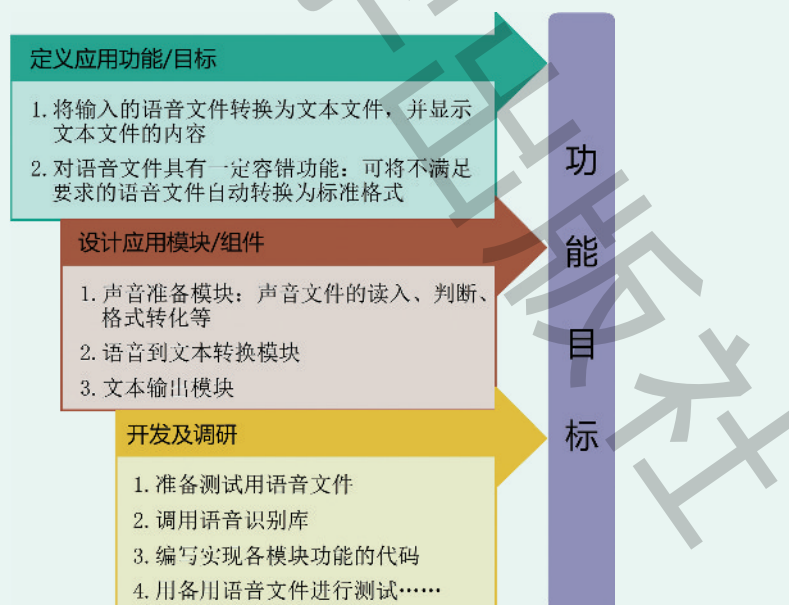 定义应用功能/目标
1. 将输入的语音文件转换为文本文件，并显示
文本文件的内容
2. 对语音文件具有一定容错功能：可将不满足
要求的语音文件自动转换为标准格式
设计应用模块/组件
1. 声音准备模块：声音文件的读入、判断、
格式转化等
2. 语音到文本转换模块
3. 文本输出模块
开发及调研
1. 准备测试用语音文件
2. 调用语音识别库
3. 编写实现各模块功能的代码
4. 用备用语音文件进行测试……
功
能
目
标
出版社